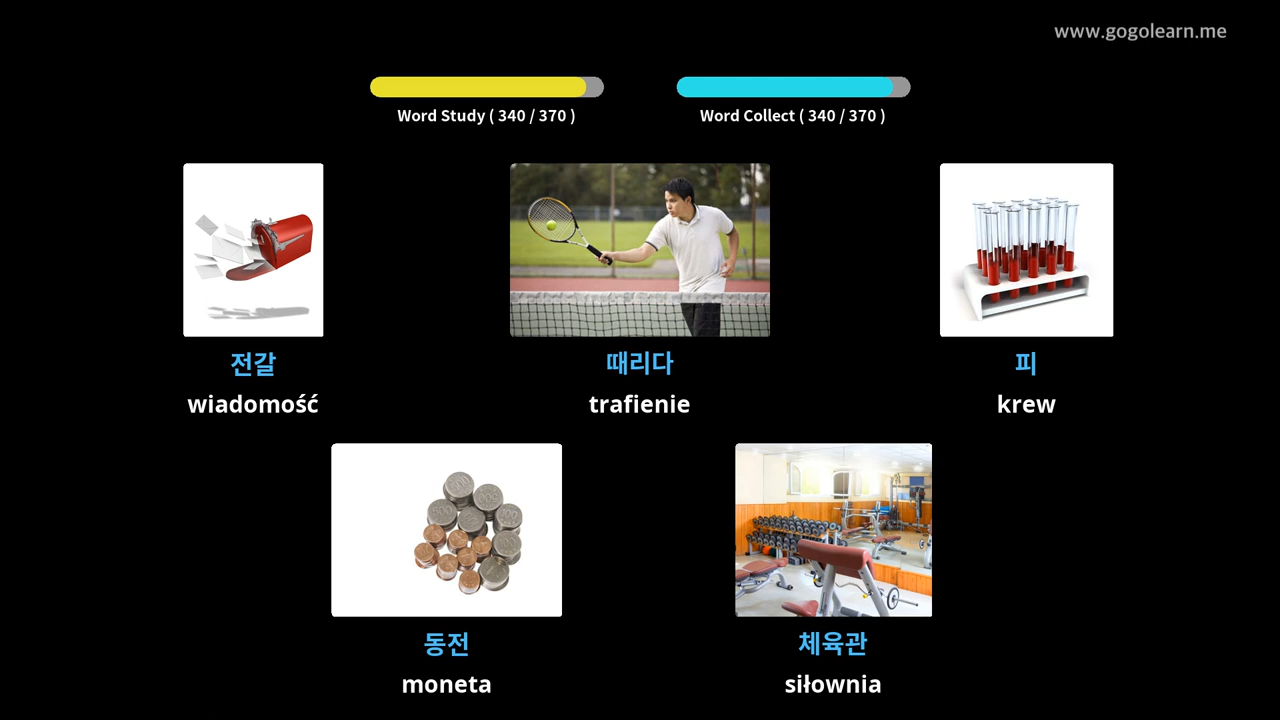 www.gogolearn.me
Word Study ( 340 / 370 )
Word Collect ( 340 / 370 )
전갈
때리다
피
wiadomość
trafienie
krew
동전
체육관
moneta
siłownia